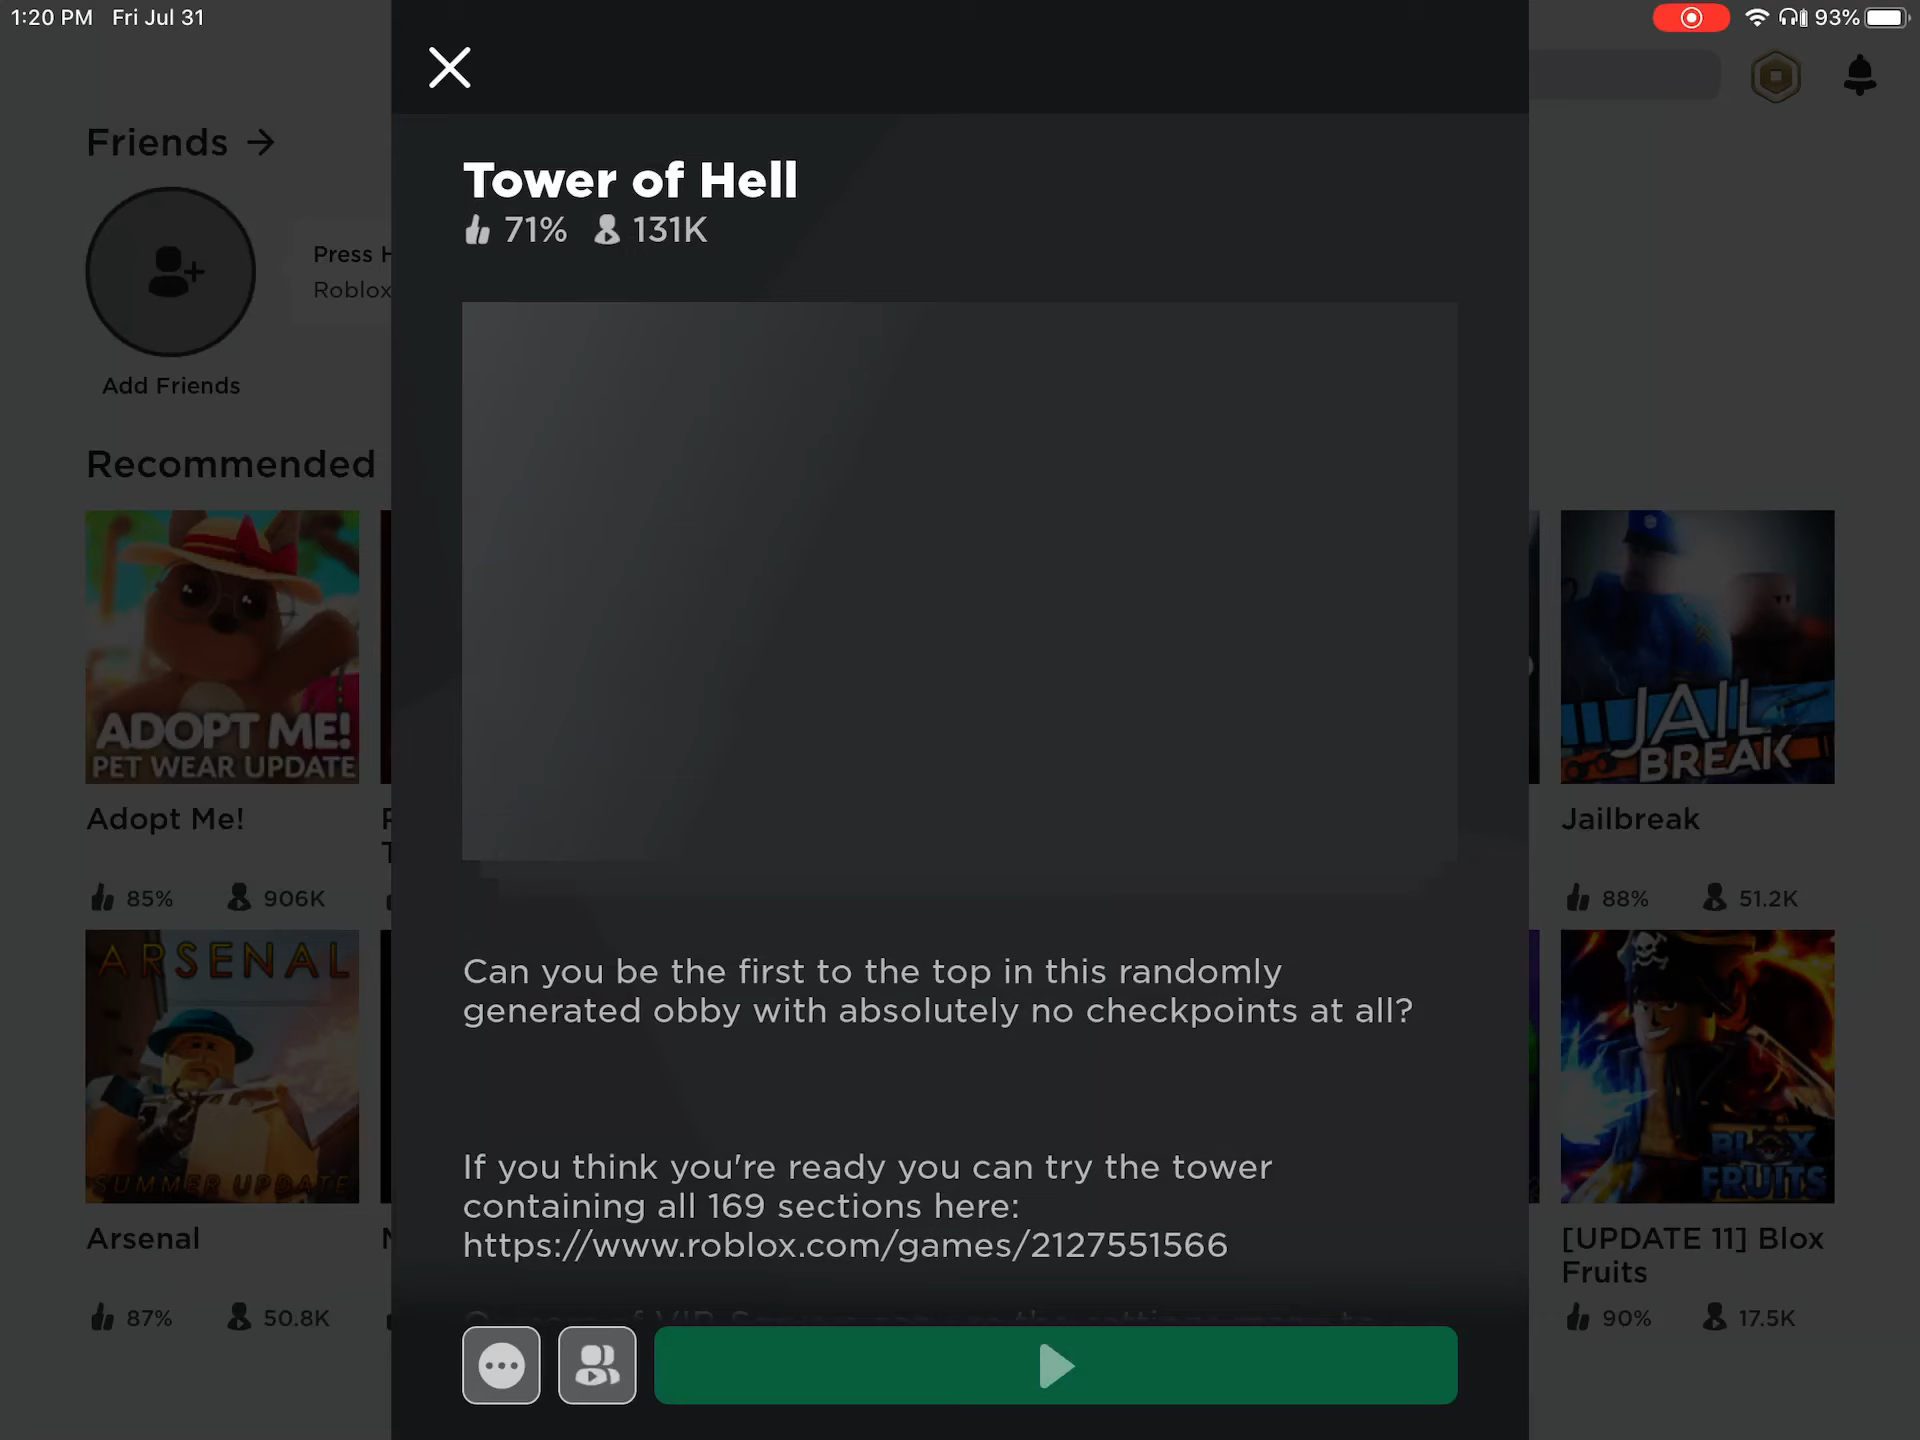 1:20 PM Fri Jul 31
93%
Friends →
Press
Roblox
Add Friends
Recommended
ADOPT ME!
PET WEAR UPDATE
Adopt Me!
85% 906K
ARSENAL
SUMMER UPDATE
Arsenal
87% 50.8K
Tower of Hell
71% 131K
Can you be the first to the top in this randomly
generated obby with absolutely no checkpoints at all?
If you think you're ready you can try the tower
containing all 169 sections here:
https://www.roblox.com/games/2127551566
JAIL
BREAK
Jailbreak
88% 51.2K
BLOX
FRUITS
[UPDATE 11] Blox
Fruits
90% 17.5K